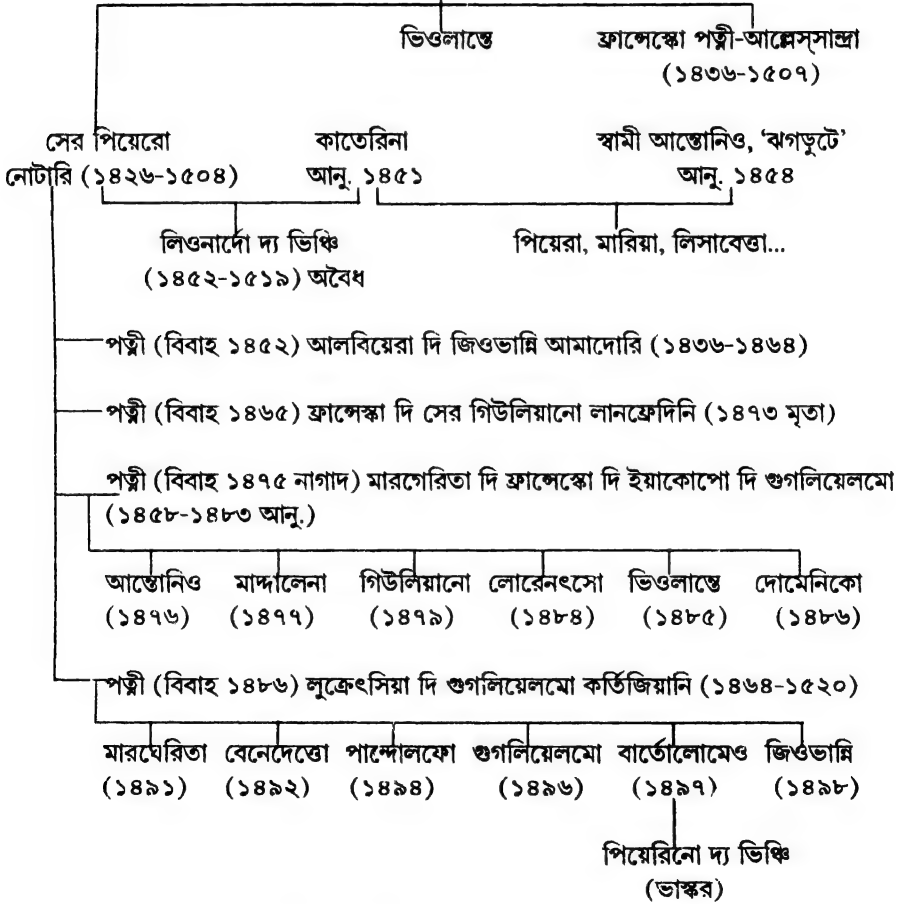 ভিওলান্তে ফ্রান্সেস্কো পত্নী-আল্লেস্‌সান্দ্রা
(১৪৩৬-১৫০৭)
সের পিয়েরো কাতেরিনা স্বামী আন্তোনিও, ‘ঝগড়ুটে’
নোটারি (১৪২৬-১৫০৪) আনু. ১৪৫১ আনু. ১৪৫৪
লিওনার্দো দ্য ভিঞ্চি পিয়েরা, মারিয়া, লিসাবেত্তা...
(১৪৫২-১৫১৯) অবৈধ
পত্নী (বিবাহ ১৪৫২) আলবিয়েরা দি জিওভান্নি আমাদোরি (১৪৩৬-১৪৬৪)
পত্নী (বিবাহ ১৪৬৫) ফ্রান্সেস্কা দি সের গিউলিয়ানো লানফ্রেদিনি (১৪৭৩ মৃতা)
পত্নী (বিবাহ ১৪৭৫ নাগাদ) মারগেরিতা দি ফ্রান্সেস্কো দি ইয়াকোপো দি গুগলিয়েলমো
(১৪৫৮-১৪৮৩ আনু.)
আন্তোনিও মাদ্দালেনা গিউলিয়ানো লোরেনৎসো ভিওলান্তে দোমেনিকো
(১৪৭৬) (১৪৭৭) (১৪৭৯) (১৪৮৪) (১৪৮৫) (১৪৮৬)
পত্নী (বিবাহ ১৪৮৬) লুক্রেৎসিয়া দি গুগলিয়েলমো কর্তিজিয়ানি (১৪৬৪-১৫২০)
মারঘেরিতা বেনেদেত্তো পান্দোলফো গুগলিয়েলমো বার্তোলোমেও জিওভান্নি
(১৪৯১) (১৪৯২) (১৪৯৪) (১৪৯৬) (১৪৯৭) (১৪৯৮)
পিয়েরিনো দ্য ভিঞ্চি
(ভাস্কর)